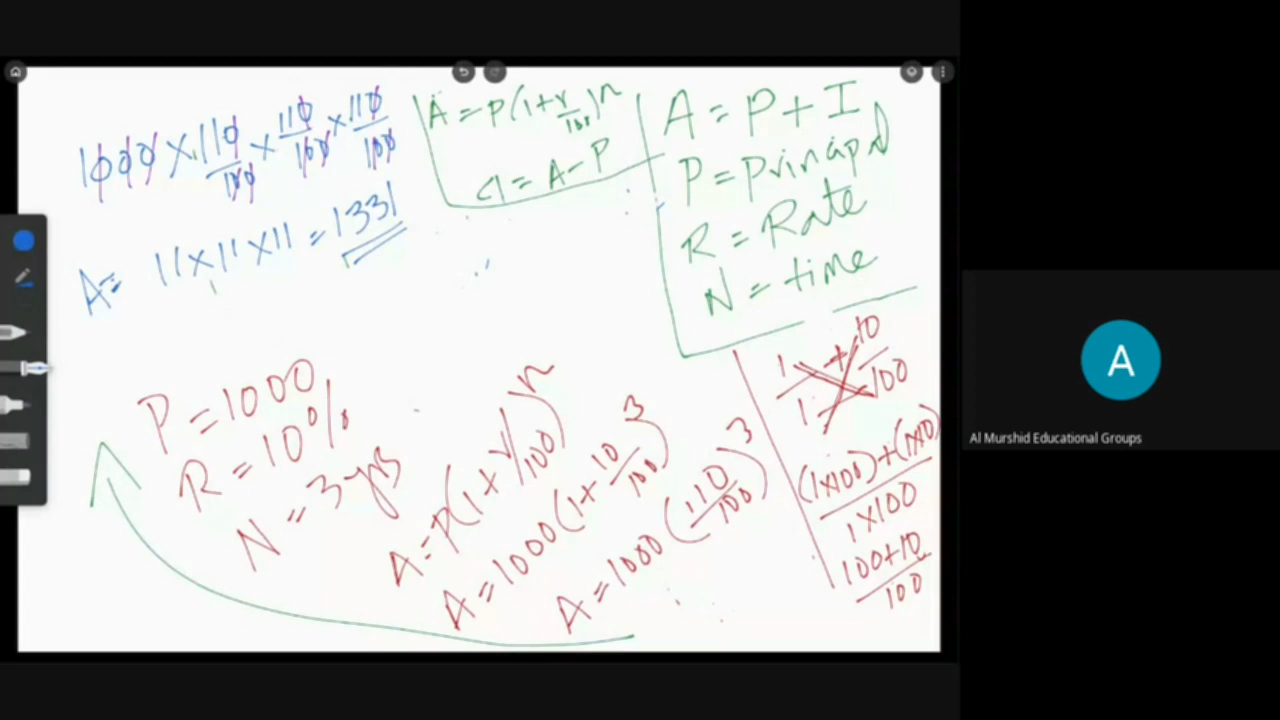 1000 × 110/100 × 110/100 × 110/100
A= 11×11×11 = 1331
A = P(1+r/100)^n
CI = A-P
A = P + I
P = Principal
R = Rate
N = time
P = 1000
R = 10%
N = 3 yrs
A = P(1+r/100)^n
A = 1000(1+10/100)^3
A = 1000(110/100)^3
1/1 + 10/100
(1×100)+(1×10)/1×100
100+10/100
A
Al Murshid Educational Groups